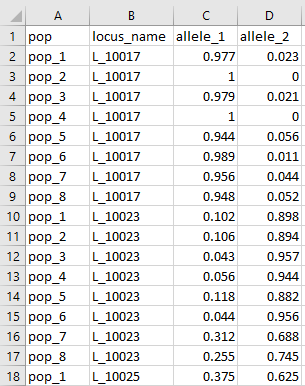 A B C D
1 pop locus_name allele_1 allele_2
2 pop_1 L_10017 0.977 0.023
3 pop_2 L_10017 1 0
4 pop_3 L_10017 0.979 0.021
5 pop_4 L_10017 1 0
6 pop_5 L_10017 0.944 0.056
7 pop_6 L_10017 0.989 0.011
8 pop_7 L_10017 0.956 0.044
9 pop_8 L_10017 0.948 0.052
10 pop_1 L_10023 0.102 0.898
11 pop_2 L_10023 0.106 0.894
12 pop_3 L_10023 0.043 0.957
13 pop_4 L_10023 0.056 0.944
14 pop_5 L_10023 0.118 0.882
15 pop_6 L_10023 0.044 0.956
16 pop_7 L_10023 0.312 0.688
17 pop_8 L_10023 0.255 0.745
18 pop_1 L_10025 0.375 0.625